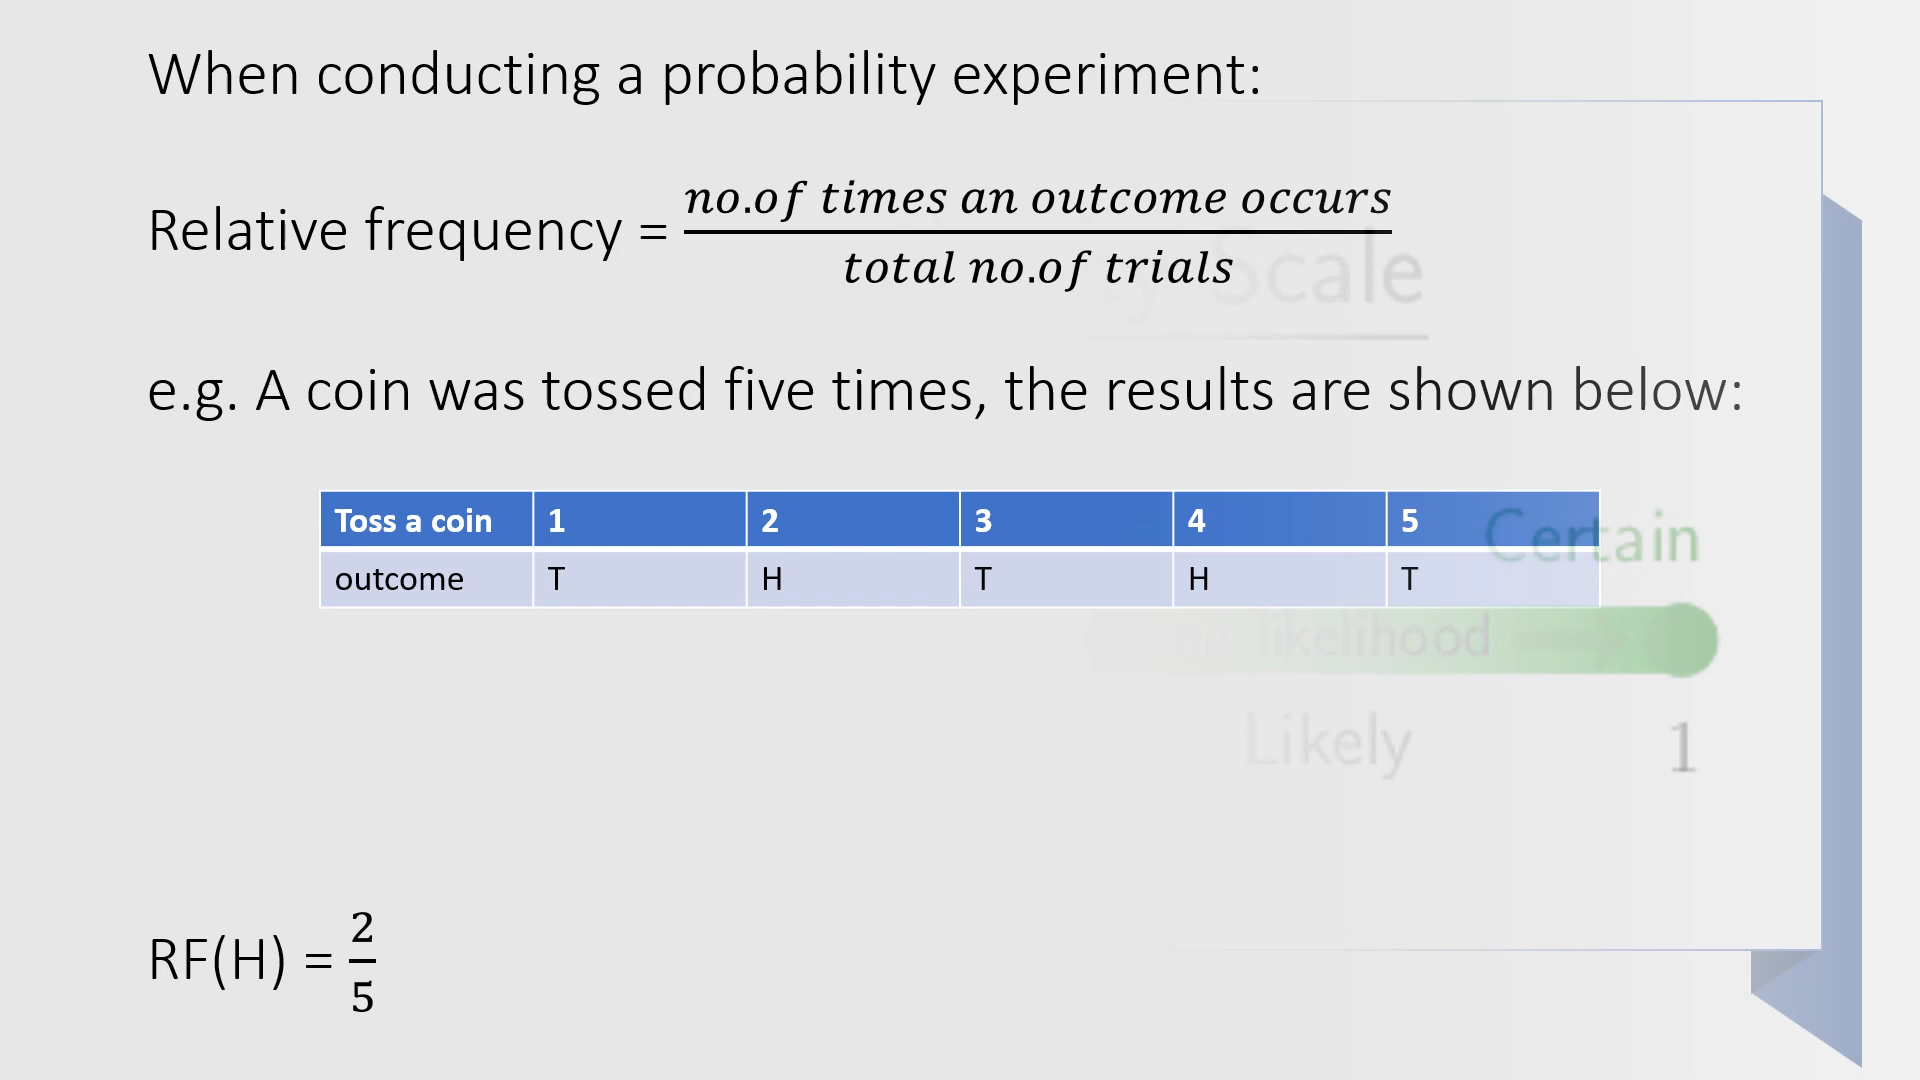 When conducting a probability experiment:
Relative frequency = no.of times an outcome occurs
total no.of trials
Scale
e.g. A coin was tossed five times, the results are shown below:
Toss a coin 1 2 3 4 5
Certain
outcome T H T H T
likelihood
Likely 1
RF(H) = 2
5